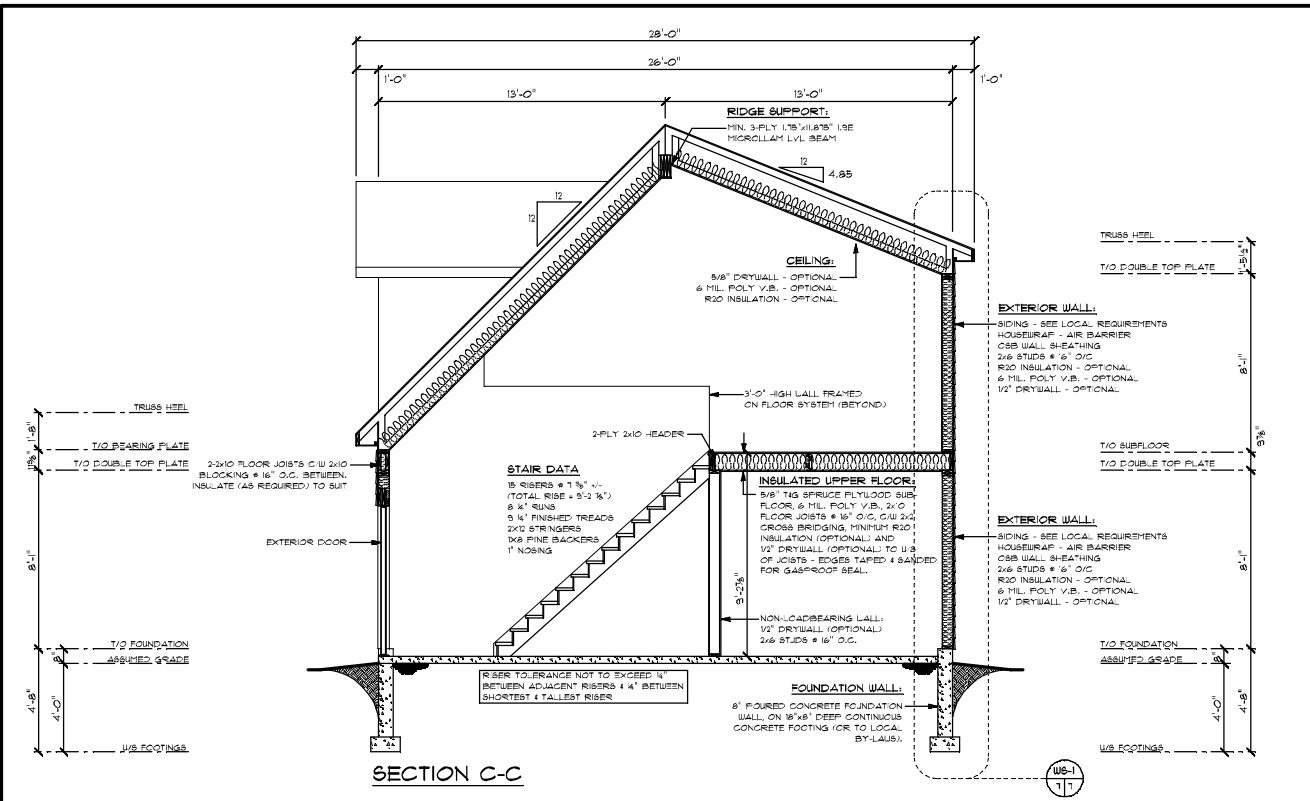 28'-0"
26'-0"
1'-0"
1'-0"
13'-0"
13'-0"
RIDGE SUPPORT:
MIN. 3-PLY 1.75"x11.875" 1.9E
MICROLLAM LVL BEAM
12
4.85
12
12
CEILING:
5/8" DRYWALL - OPTIONAL
6 MIL. POLY V.B. - OPTIONAL
R20 INSULATION - OPTIONAL
TRUSS HEEL
T/O DOUBLE TOP PLATE
1'-5 1/2"
EXTERIOR WALL:
SIDING - SEE LOCAL REQUIREMENTS
HOUSEWRAP - AIR BARRIER
OSB WALL SHEATHING
2x6 STUDS @ 16" O/C
R20 INSULATION - OPTIONAL
6 MIL. POLY V.B. - OPTIONAL
1/2" DRYWALL - OPTIONAL
8'-1"
3'-0" HIGH WALL FRAMED
ON FLOOR SYSTEM (BEYOND)
TRUSS HEEL
1'-8"
T/O BEARING PLATE
T/O DOUBLE TOP PLATE
2-2x10 FLOOR JOISTS C/W 2x10
BLOCKING @ 16" O.C. BETWEEN.
INSULATE (AS REQUIRED) TO SUIT
2-PLY 2x10 HEADER
T/O SUBFLOOR
T/O DOUBLE TOP PLATE
9 7/8"
STAIR DATA
15 RISERS @ 7 3/8" +/-
(TOTAL RISE = 9'-2 7/8")
8 1/4" RUNS
9 1/4" FINISHED TREADS
2X12 STRINGERS
1X8 PINE BACKERS
1" NOSING
INSULATED UPPER FLOOR:
5/8" T&G SPRUCE PLYWOOD SUB-
FLOOR, 6 MIL. POLY V.B., 2x10
FLOOR JOISTS @ 16" O/C, C/W 2x2
CROSS BRIDGING, MINIMUM R20
INSULATION (OPTIONAL) AND
1/2" DRYWALL (OPTIONAL) TO U/S
OF JOISTS - EDGES TAPED & SANDED
FOR GASPROOF SEAL.
EXTERIOR DOOR
8'-1"
9'-2 7/8"
EXTERIOR WALL:
SIDING - SEE LOCAL REQUIREMENTS
HOUSEWRAP - AIR BARRIER
OSB WALL SHEATHING
2x6 STUDS @ 16" O/C
R20 INSULATION - OPTIONAL
6 MIL. POLY V.B. - OPTIONAL
1/2" DRYWALL - OPTIONAL
8'-1"
NON-LOADBEARING WALL:
1/2" DRYWALL (OPTIONAL)
2x6 STUDS @ 16" O.C.
T/O FOUNDATION
ASSUMED GRADE
8"
4'-8"
4'-0"
U/S FOOTINGS
RISER TOLERANCE NOT TO EXCEED 1/4"
BETWEEN ADJACENT RISERS & 1/4" BETWEEN
SHORTEST & TALLEST RISER
FOUNDATION WALL:
8" POURED CONCRETE FOUNDATION
WALL, ON 18"x8" DEEP CONTINUOUS
CONCRETE FOOTING (OR TO LOCAL
BY-LAWS).
T/O FOUNDATION
ASSUMED GRADE
8"
4'-0"
4'-8"
U/S FOOTINGS
SECTION C-C
WS-1